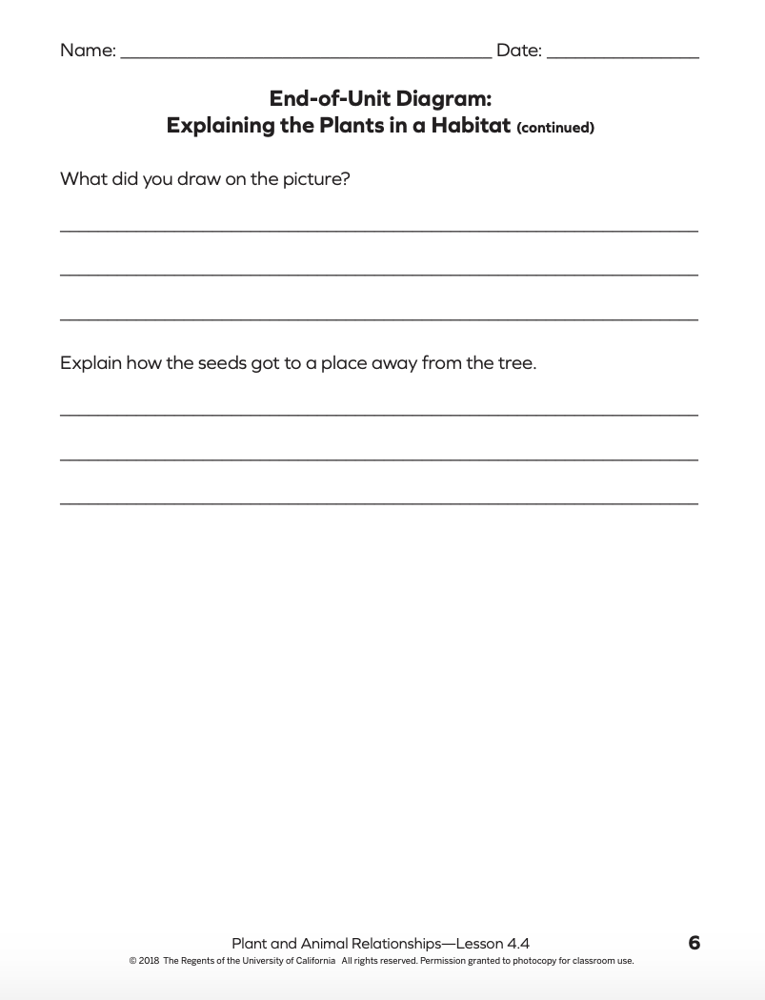 Name: ________________________________________ Date: ________________
End-of-Unit Diagram:
Explaining the Plants in a Habitat (continued)
What did you draw on the picture?
Explain how the seeds got to a place away from the tree.
Plant and Animal Relationships—Lesson 4.4
6
© 2018 The Regents of the University of California All rights reserved. Permission granted to photocopy for classroom use.